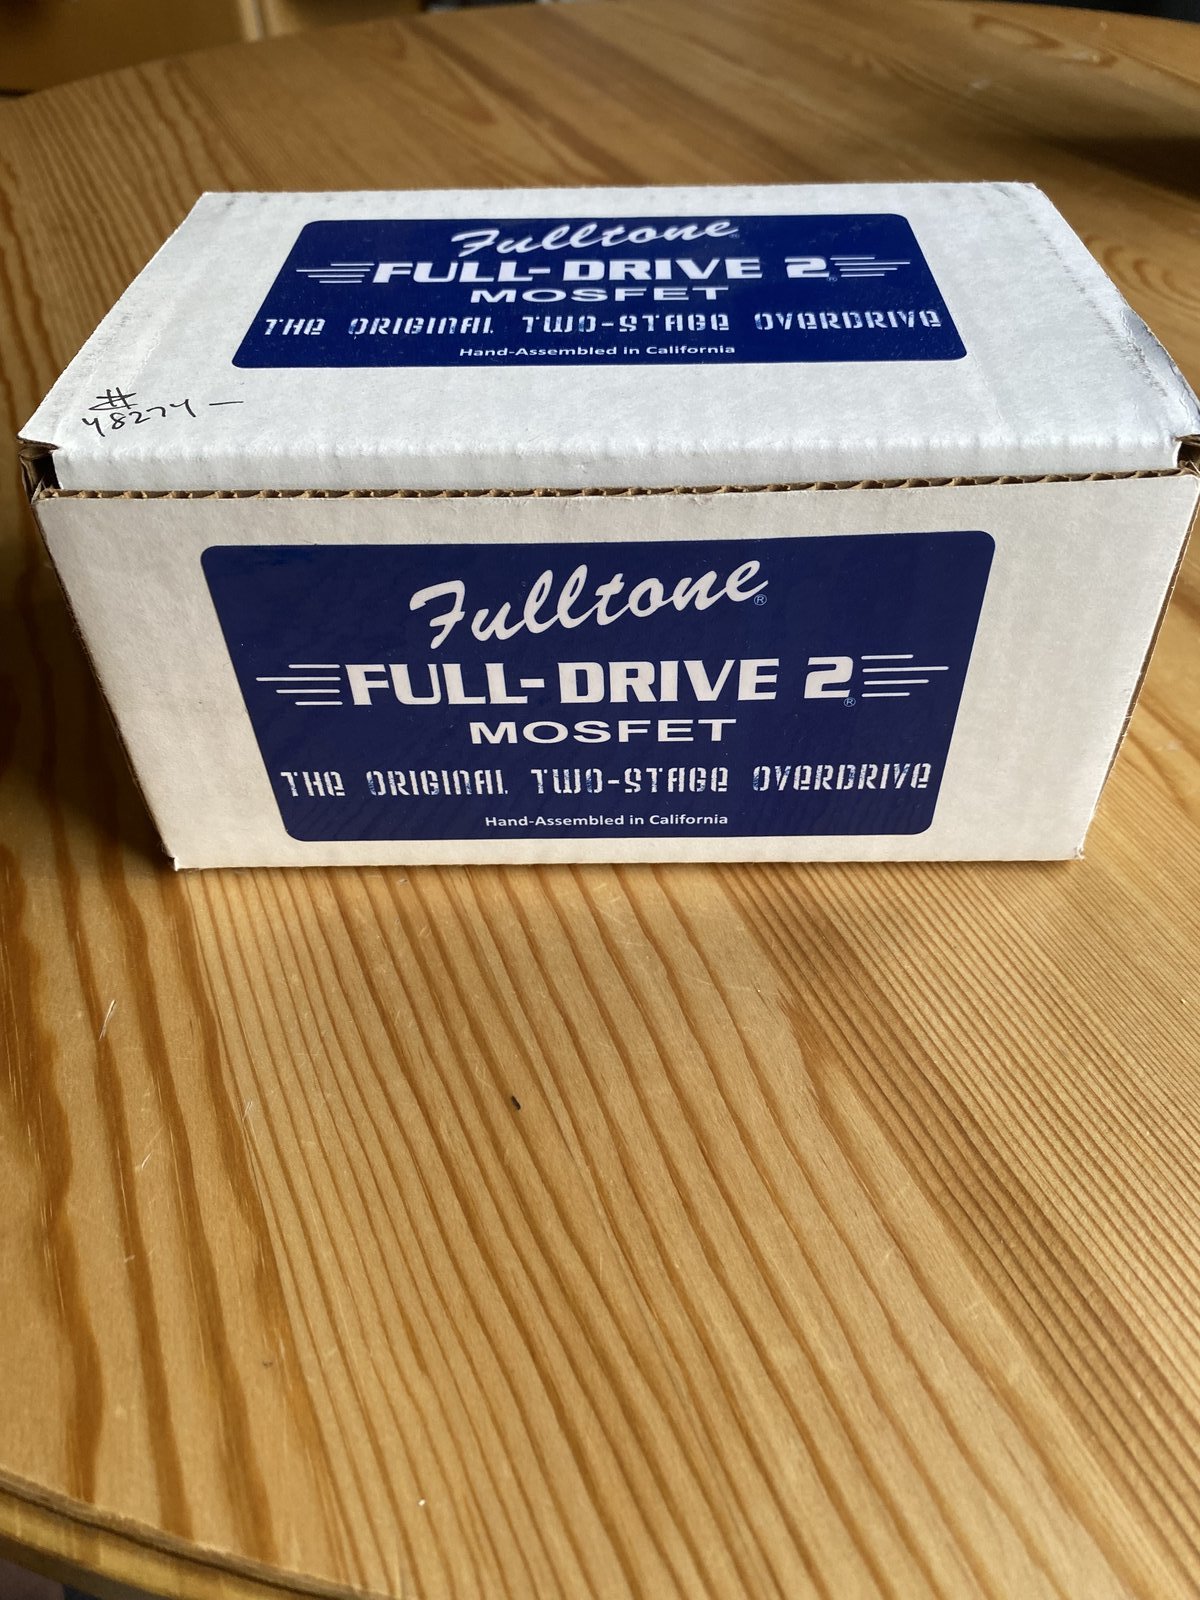 Fulltone®
FULL-DRIVE 2®
MOSFET
THE ORIGINAL TWO-STAGE OVERDRIVE
Hand-Assembled in California
#
48274 –
Fulltone®
FULL-DRIVE 2®
MOSFET
THE ORIGINAL TWO-STAGE OVERDRIVE
Hand-Assembled in California